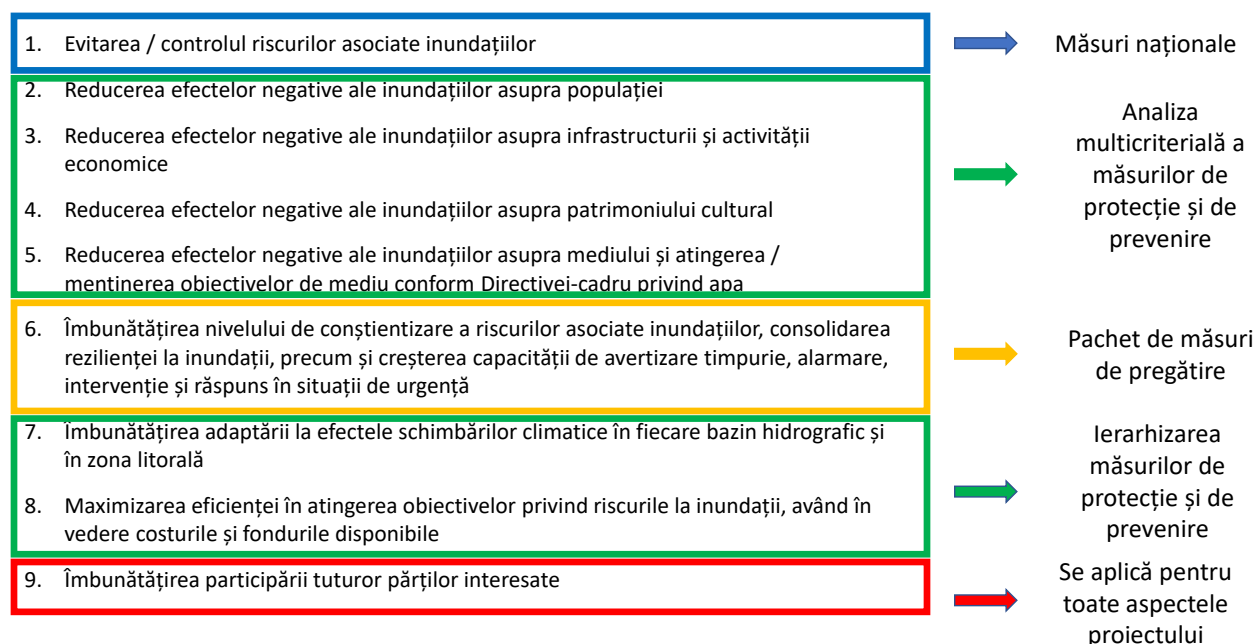 1. Evitarea / controlul riscurilor asociate inundațiilor
Măsuri naționale
2. Reducerea efectelor negative ale inundațiilor asupra populației
3. Reducerea efectelor negative ale inundațiilor asupra infrastructurii și activității
economice
4. Reducerea efectelor negative ale inundațiilor asupra patrimoniului cultural
5. Reducerea efectelor negative ale inundațiilor asupra mediului și atingerea /
mentinerea obiectivelor de mediu conform Directivei-cadru privind apa
Analiza
multicriterială a
măsurilor de
protecție și de
prevenire
6. Îmbunătățirea nivelului de conștientizare a riscurilor asociate inundațiilor, consolidarea
rezilienței la inundații, precum și creșterea capacității de avertizare timpurie, alarmare,
intervenție și răspuns în situații de urgență
Pachet de măsuri
de pregătire
7. Îmbunătățirea adaptării la efectele schimbărilor climatice în fiecare bazin hidrografic și
în zona litorală
8. Maximizarea eficienței în atingerea obiectivelor privind riscurile la inundații, având în
vedere costurile și fondurile disponibile
Ierarhizarea
măsurilor de
protecție și de
prevenire
9. Îmbunătățirea participării tuturor părților interesate
Se aplică pentru
toate aspectele
proiectului